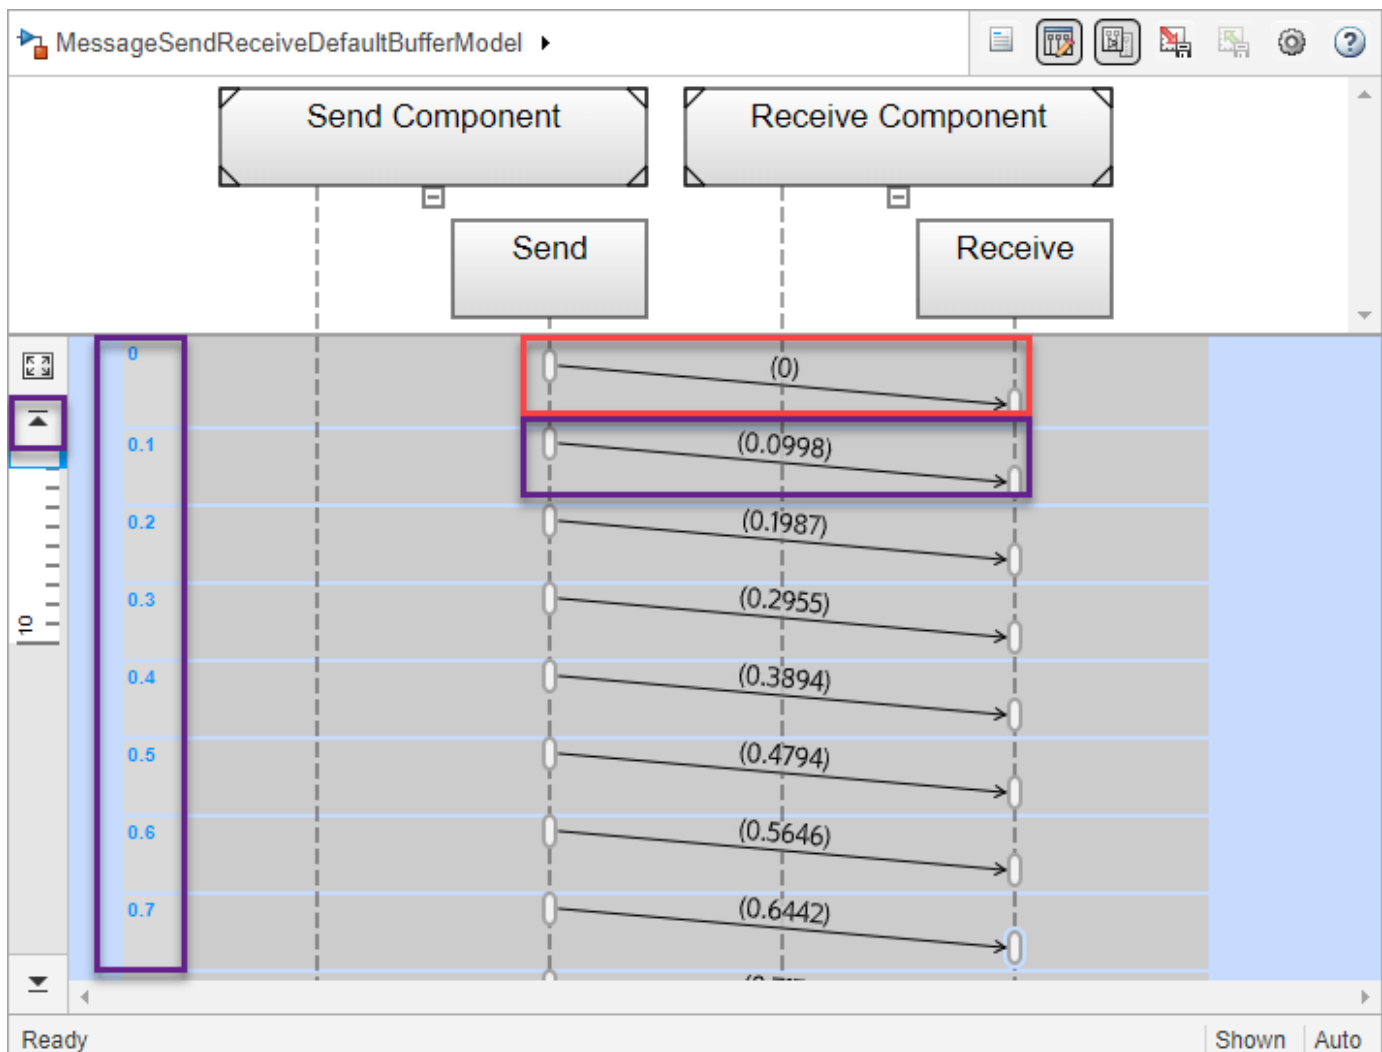 MessageSendReceiveDefaultBufferModel
Send Component
Receive Component
Send
Receive
0
(0)
0.1
(0.0998)
0.2
(0.1987)
0.3
(0.2955)
10
0.4
(0.3894)
0.5
(0.4794)
0.6
(0.5646)
0.7
(0.6442)
Ready
Shown
Auto